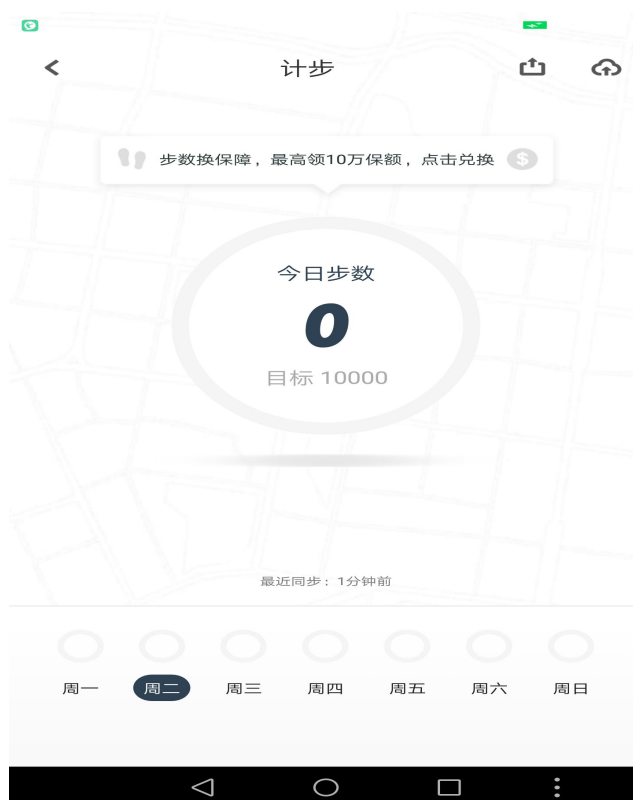 计步
步数换保障，最高领10万保额，点击兑换
今日步数
0
目标 10000
最近同步：1分钟前
周一 周二 周三 周四 周五 周六 周日